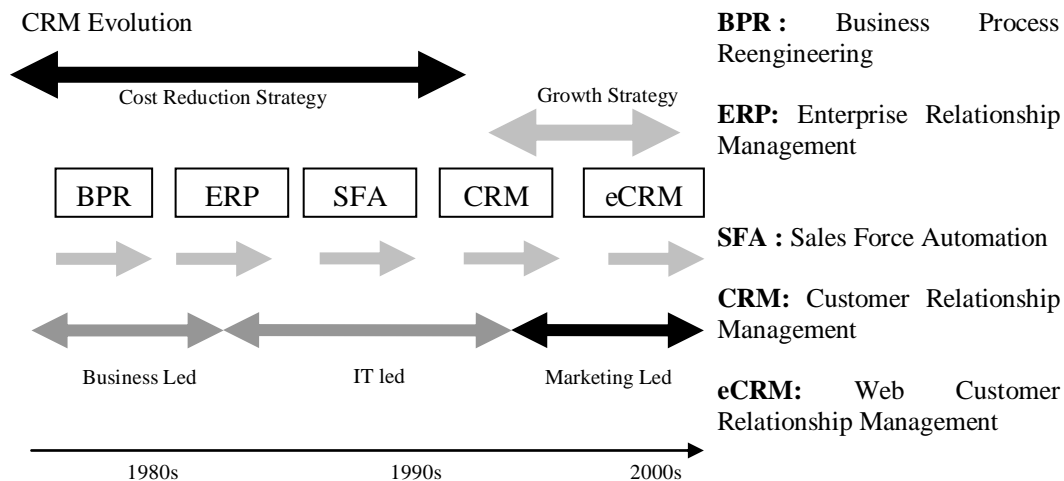 CRM Evolution
Cost Reduction Strategy
Growth Strategy
BPR
ERP
SFA
CRM
eCRM
Business Led
IT led
Marketing Led
1980s
1990s
2000s
BPR : Business Process
Reengineering
ERP: Enterprise Relationship
Management
SFA : Sales Force Automation
CRM: Customer Relationship
Management
eCRM: Web Customer
Relationship Management